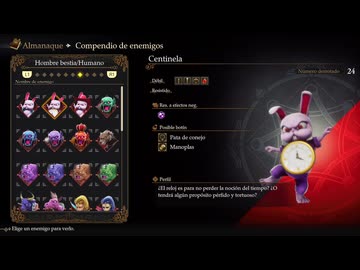 Almanaque ✦ Compendio de enemigos
Hombre bestia/Humano
Nombre de enemigo
Centinela
Número derrotado 24
Débil
Resistido
Res. a efectos neg.
Posible botín
Pata de conejo
Manoplas
Perfil
¿El reloj es para no perder la noción del tiempo? ¿O
tendrá algún propósito pérfido y tortuoso?
Elige un enemigo para verlo.